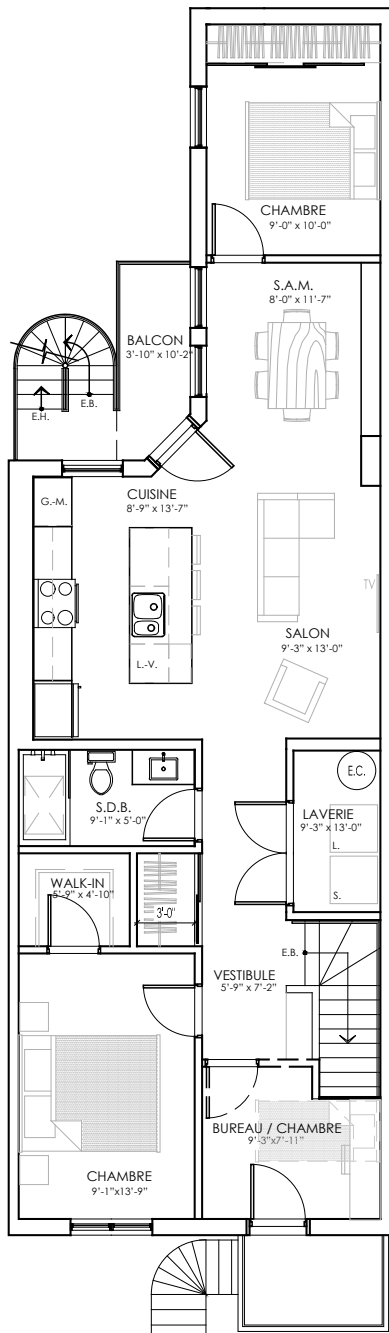 CHAMBRE
9'-0" x 10'-0"
S.A.M.
8'-0" x 11'-7"
BALCON
3'-10" x 10'-2"
E.H.
E.B.
G.-M.
CUISINE
8'-9" x 13'-7"
L.-V.
TV
SALON
9'-3" x 13'-0"
S.D.B.
9'-1" x 5'-0"
E.C.
LAVERIE
9'-3" x 13'-0"
L.
S.
WALK-IN
5'-9" x 4'-10"
3'-0"
E.B.
VESTIBULE
5'-9" x 7'-2"
BUREAU / CHAMBRE
9'-3"x7'-11"
CHAMBRE
9'-1"x13'-9"